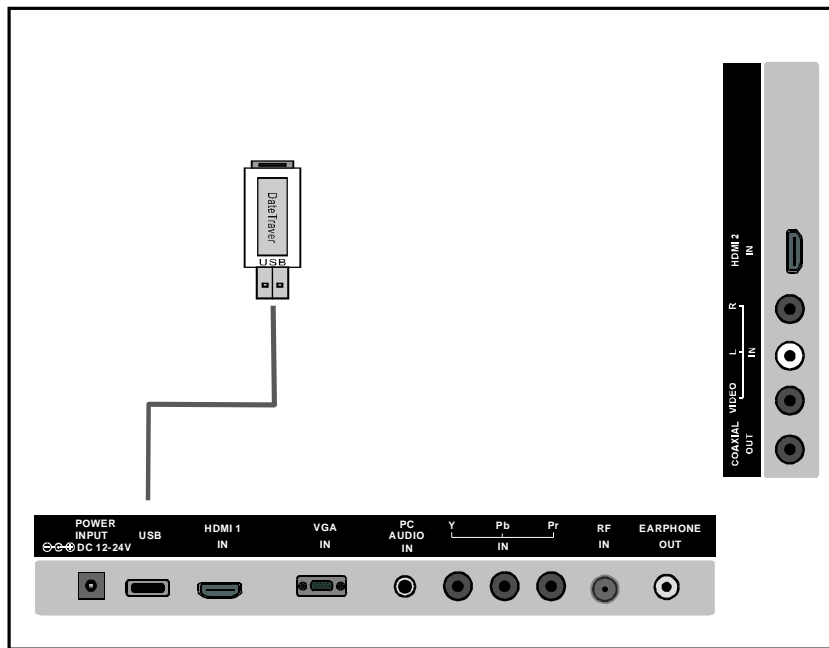 DateTraver
USB
HDMI 2
IN
R
L
IN
VIDEO
COAXIAL
OUT
POWER
INPUT
DC 12-24V
USB
HDMI 1
IN
VGA
IN
PC
AUDIO
IN
Y Pb Pr
IN
RF
IN
EARPHONE
OUT